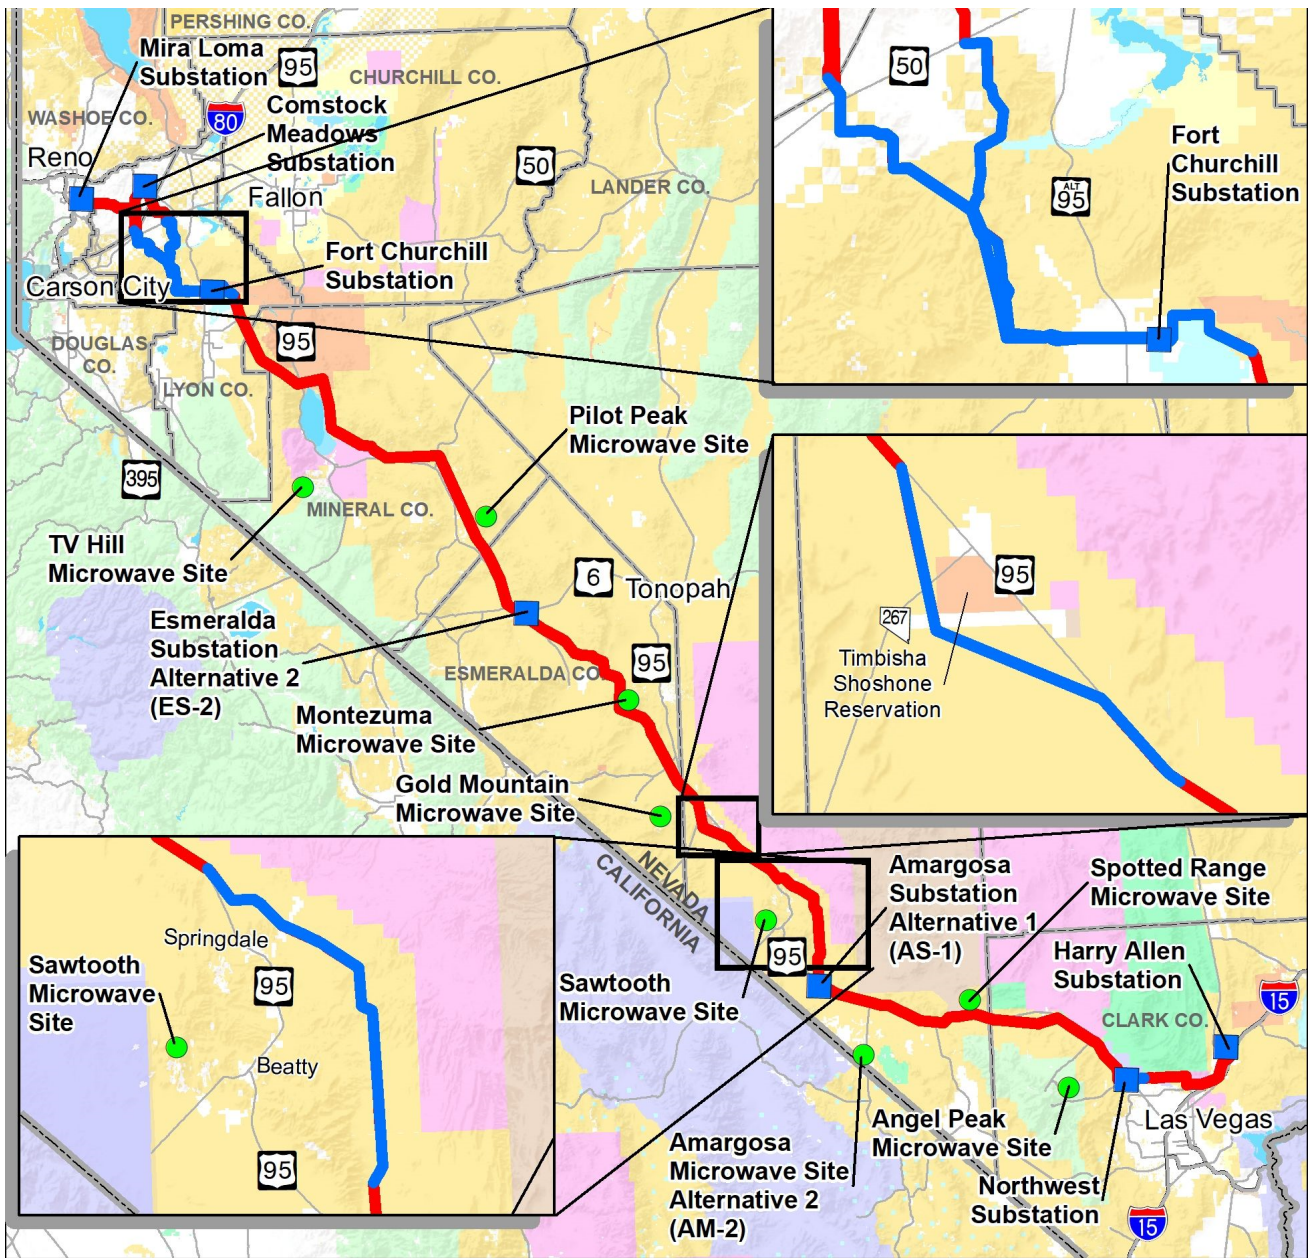 PERSHING CO.
Mira Loma
Substation
95
CHURCHILL CO.
Comstock
Meadows
Substation
WASHOE CO.
80
Reno
Fallon
50
LANDER CO.
Fort Churchill
Substation
Carson City
95
DOUGLAS
CO.
LYON CO.
50
ALT
95
Fort
Churchill
Substation
Pilot Peak
Microwave Site
395
MINERAL CO.
TV Hill
Microwave Site
6
Tonopah
Esmeralda
Substation
Alternative 2
(ES-2)
ESMERALDA CO.
95
Montezuma
Microwave Site
Gold Mountain
Microwave Site
95
267
Timbisha
Shoshone
Reservation
NEVADA
CALIFORNIA
Amargosa
Substation
Alternative 1
(AS-1)
Spotted Range
Microwave Site
95
Harry Allen
Substation
15
CLARK CO.
Sawtooth
Microwave Site
Springdale
Sawtooth
Microwave
Site
95
Beatty
95
Amargosa
Microwave Site
Alternative 2
(AM-2)
Angel Peak
Microwave Site
Las Vegas
Northwest
Substation
15